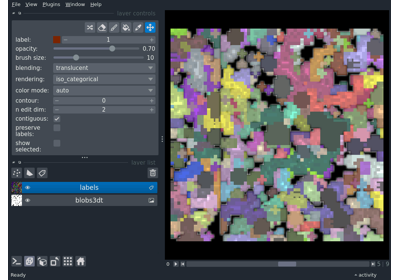 File View Plugins Window Help
layer controls
label: 1
opacity: 0.70
brush size: 10
blending: translucent
rendering: iso_categorical
color mode: auto
contour: 0
n edit dim: 2
contiguous:
preserve
labels:
show
selected:
layer list
labels
blobs3dt
Ready
activity